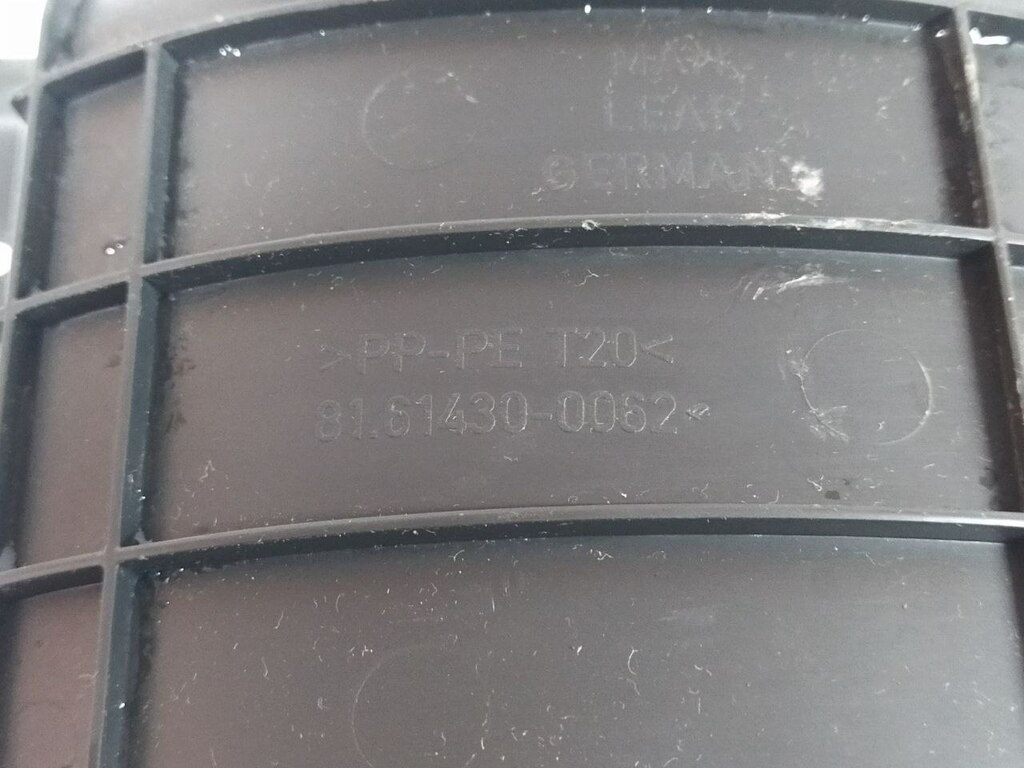 LEAR
GERMANY
>PP-PE T20<
81.61430-0062*